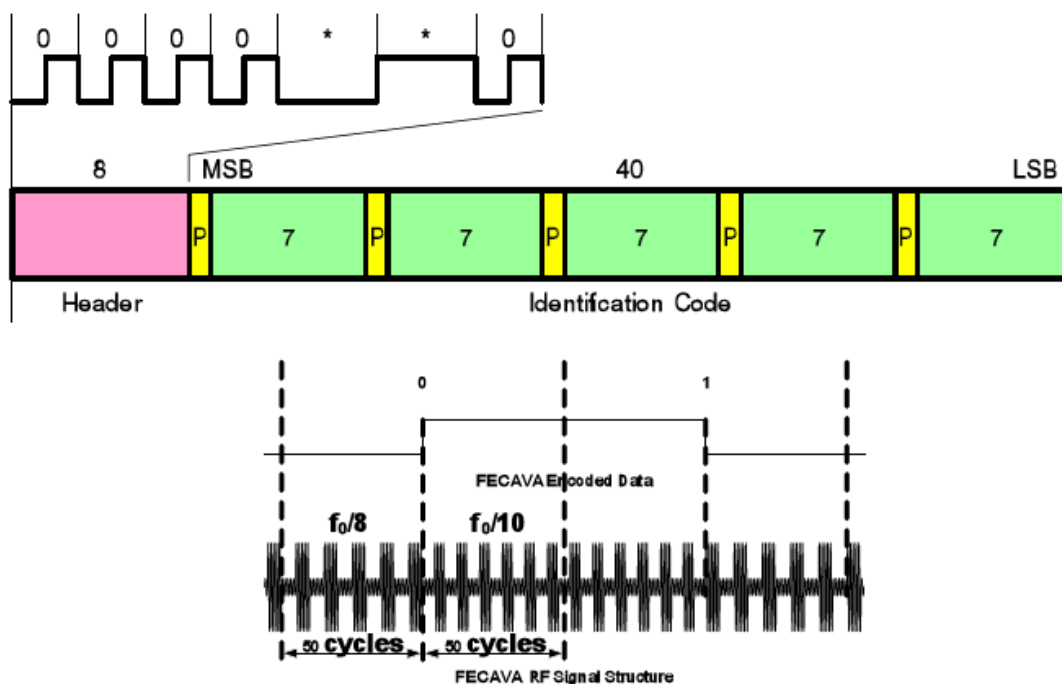 0 0 0 0 * * 0
8 MSB 40 LSB
P 7 P 7 P 7 P 7 P 7
Header Identification Code
0 1
FECAVA Encoded Data
f0/8 f0/10
50 cycles 50 cycles
FECAVA RF Signal Structure